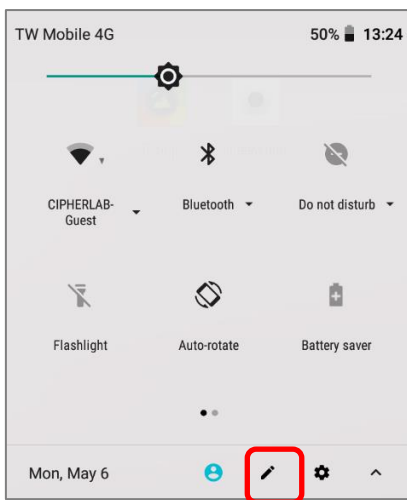 TW Mobile 4G 50% 13:24
CIPHERLAB-
Guest
Bluetooth
Do not disturb
Flashlight
Auto-rotate
Battery saver
Mon, May 6